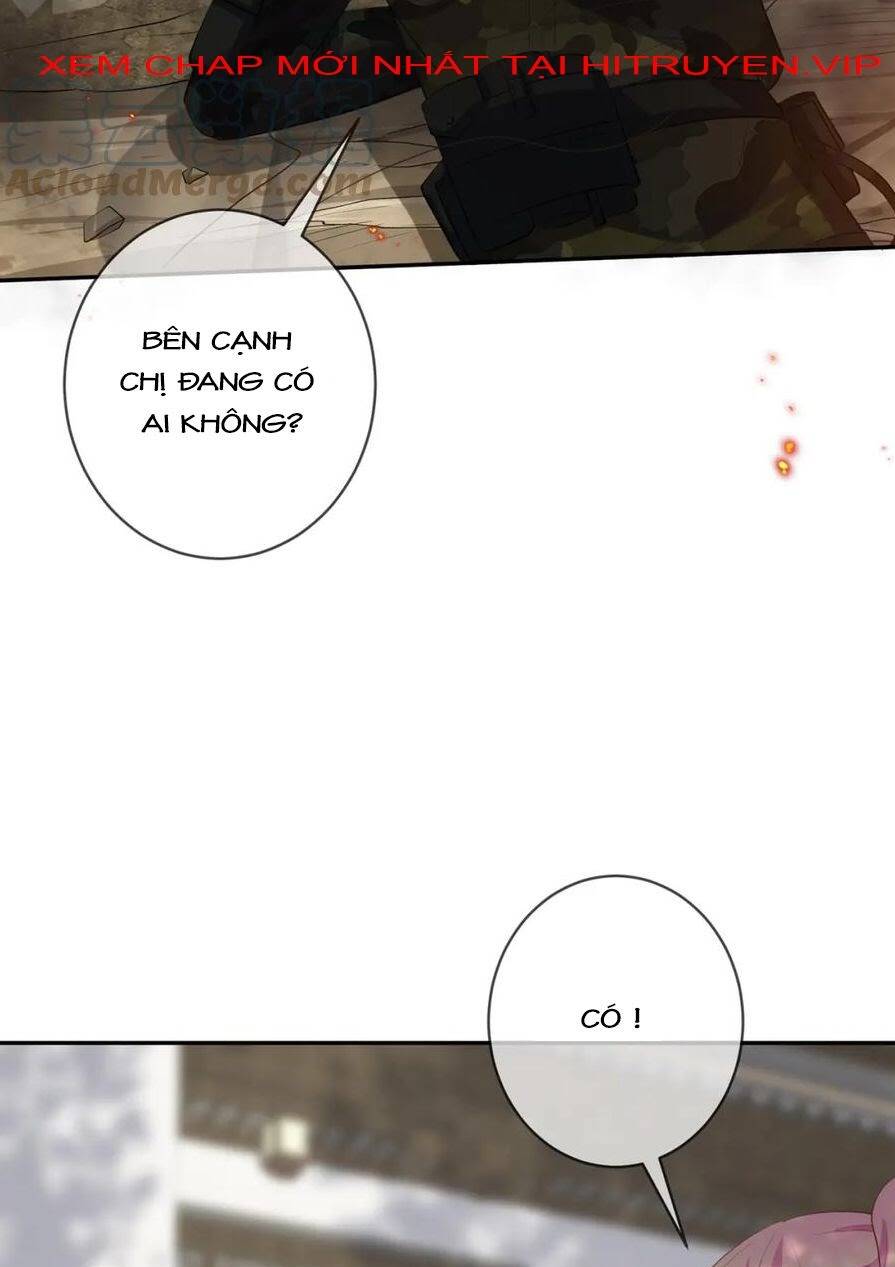 XEM CHAP MỚI NHẤT TẠI HITRUYEN.VIP
AcloudMerge.com
BÊN CẠNH
CHỊ ĐANG CÓ
AI KHÔNG?
CÓ !